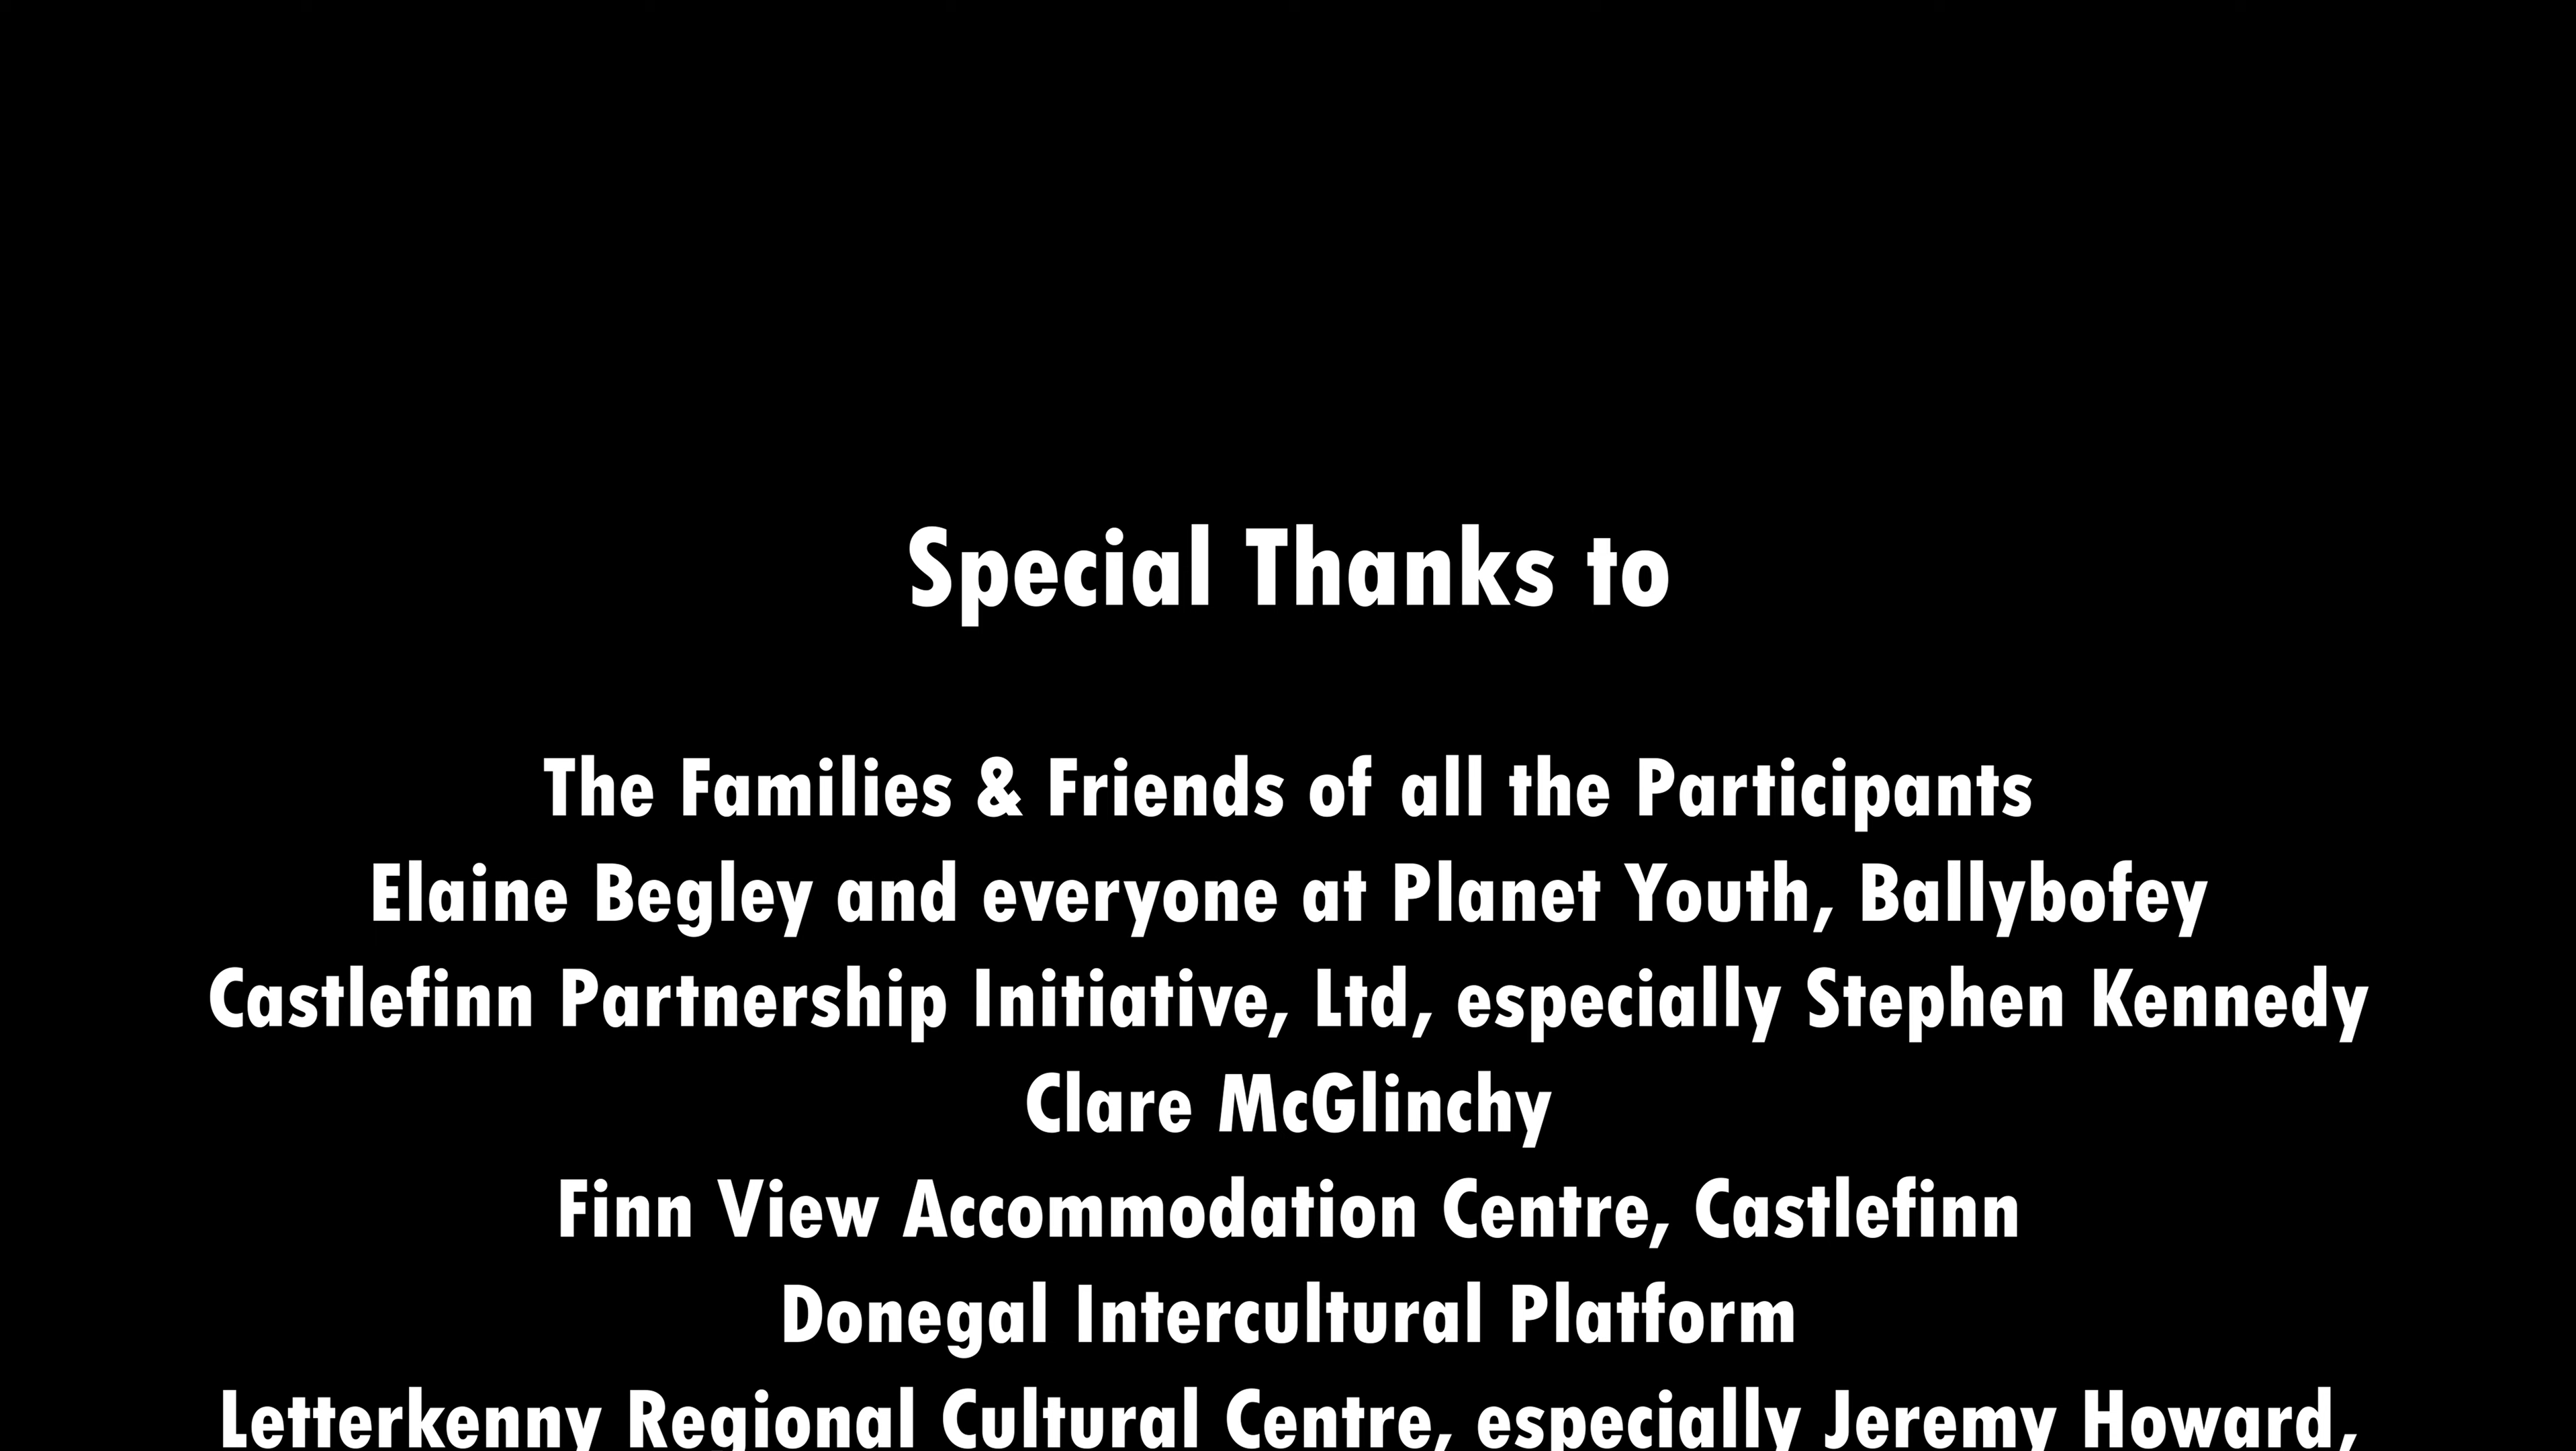 Special Thanks to
The Families & Friends of all the Participants
Elaine Begley and everyone at Planet Youth, Ballybofey
Castlefinn Partnership Initiative, Ltd, especially Stephen Kennedy
Clare McGlinchy
Finn View Accommodation Centre, Castlefinn
Donegal Intercultural Platform
Letterkenny Regional Cultural Centre, especially Jeremy Howard,